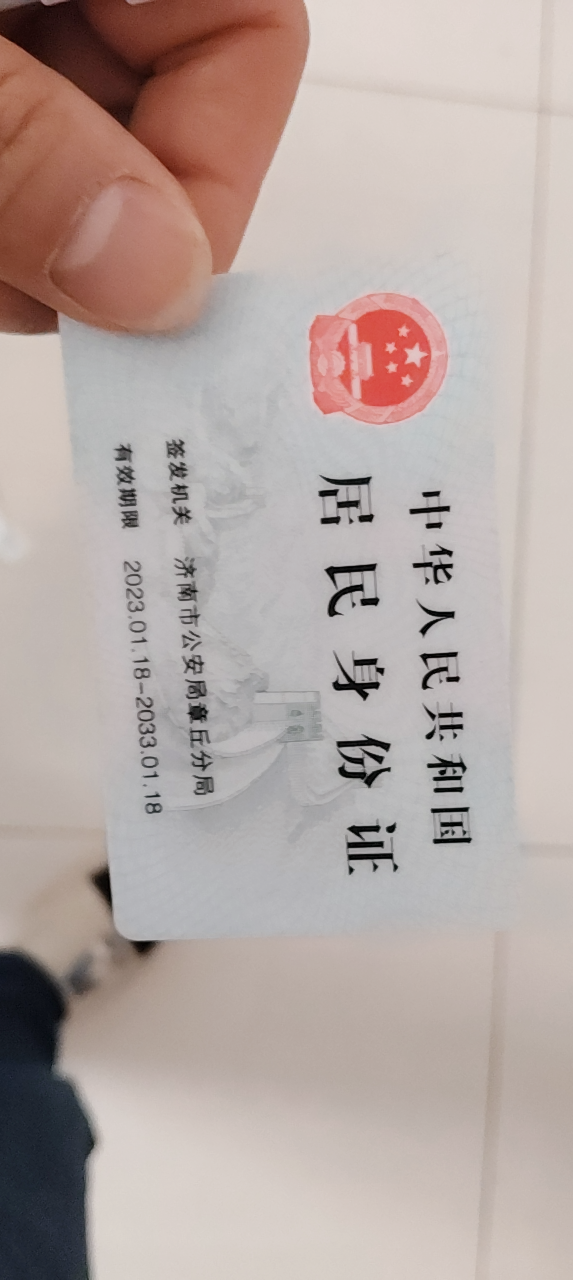 中华人民共和国
居民身份证
签发机关 济南市公安局章丘分局
有效期限 2023.01.18-2033.01.18